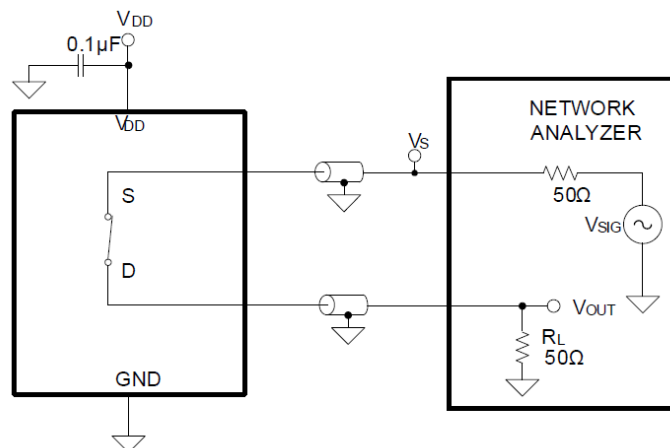 VDD
0.1µF
VDD
NETWORK
ANALYZER
VS
S
50Ω
VSIG
D
VOUT
RL
50Ω
GND